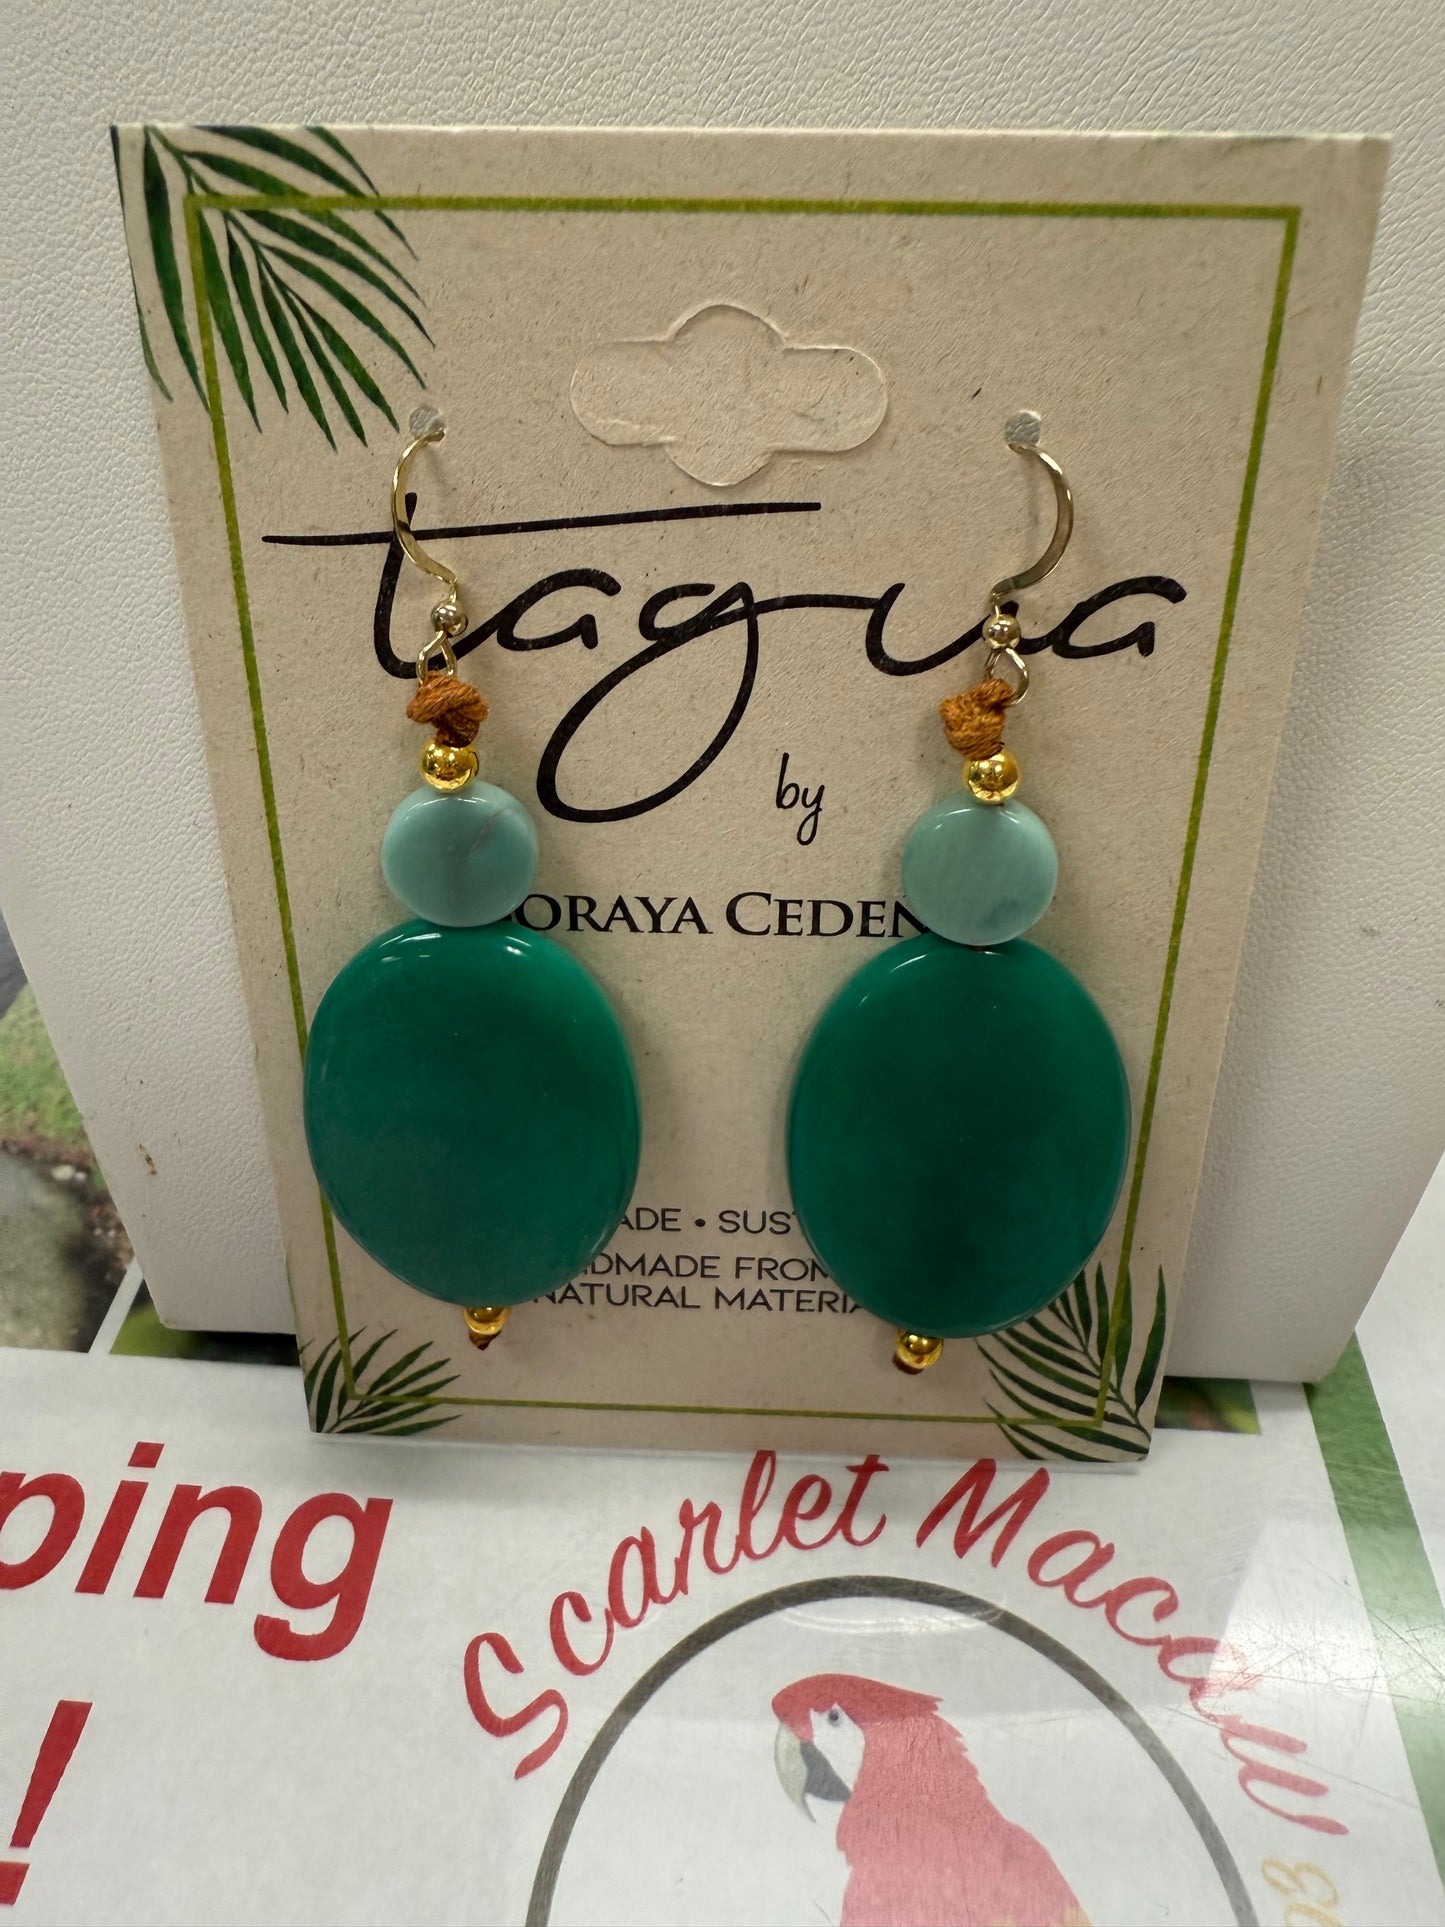 tagua
by
ORAYA CEDEN
ADE • SUST
NDMADE FROM
NATURAL MATERIA
ping
!
Scarlet Macaw